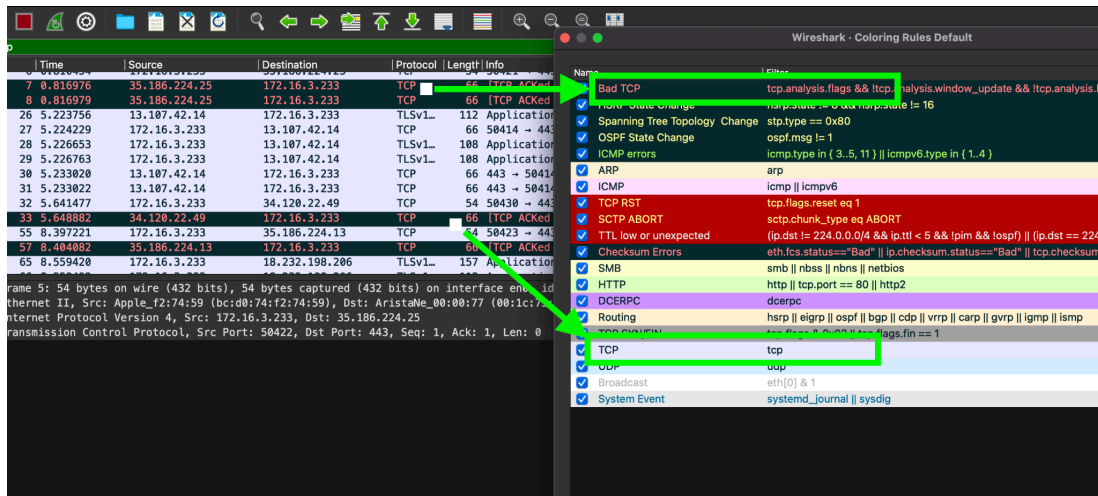 Wireshark · Coloring Rules Default
p
Time Source Destination Protocol Lengtl Info
7 0.816976 35.186.224.25 172.16.3.233 TCP 66 [TCP ACKed
8 0.816979 35.186.224.25 172.16.3.233 TCP 66 [TCP ACKed
26 5.223756 13.107.42.14 172.16.3.233 TLSv1… 112 Application
27 5.224229 172.16.3.233 13.107.42.14 TCP 66 50414 → 443
28 5.226653 172.16.3.233 13.107.42.14 TLSv1… 108 Application
29 5.226763 172.16.3.233 13.107.42.14 TLSv1… 108 Application
30 5.233020 13.107.42.14 172.16.3.233 TCP 66 443 → 50414
31 5.233022 13.107.42.14 172.16.3.233 TCP 66 443 → 50414
32 5.641477 172.16.3.233 34.120.22.49 TCP 54 50430 → 443
33 5.648882 34.120.22.49 172.16.3.233 TCP 66 [TCP ACKed
55 8.397221 172.16.3.233 35.186.224.13 TCP 54 50423 → 443
57 8.404082 35.186.224.13 172.16.3.233 TCP 66 [TCP ACKed
65 8.559420 172.16.3.233 18.232.198.206 TLSv1… 157 Application
rame 5: 54 bytes on wire (432 bits), 54 bytes captured (432 bits) on interface en0, id
thernet II, Src: Apple_f2:74:59 (bc:d0:74:f2:74:59), Dst: AristaNe_00:00:77 (00:1c:73:
nternet Protocol Version 4, Src: 172.16.3.233, Dst: 35.186.224.25
ransmission Control Protocol, Src Port: 50422, Dst Port: 443, Seq: 1, Ack: 1, Len: 0
Name Filter
Bad TCP tcp.analysis.flags && !tcp.analysis.window_update && !tcp.analysis.
HSRP State Change hsrp.state != 8 && hsrp.state != 16
Spanning Tree Topology Change stp.type == 0x80
OSPF State Change ospf.msg != 1
ICMP errors icmp.type in { 3..5, 11 } || icmpv6.type in { 1..4 }
ARP arp
ICMP icmp || icmpv6
TCP RST tcp.flags.reset eq 1
SCTP ABORT sctp.chunk_type eq ABORT
TTL low or unexpected (ip.dst != 224.0.0.0/4 && ip.ttl < 5 && !pim && !ospf) || (ip.dst == 224
Checksum Errors eth.fcs.status=="Bad" || ip.checksum.status=="Bad" || tcp.checksum
SMB smb || nbss || nbns || netbios
HTTP http || tcp.port == 80 || http2
DCERPC dcerpc
Routing hsrp || eigrp || ospf || bgp || cdp || vrrp || carp || gvrp || igmp || ismp
TCP SYN/FIN tcp.flags & 0x02 || tcp.flags.fin == 1
TCP tcp
UDP udp
Broadcast eth[0] & 1
System Event systemd_journal || sysdig